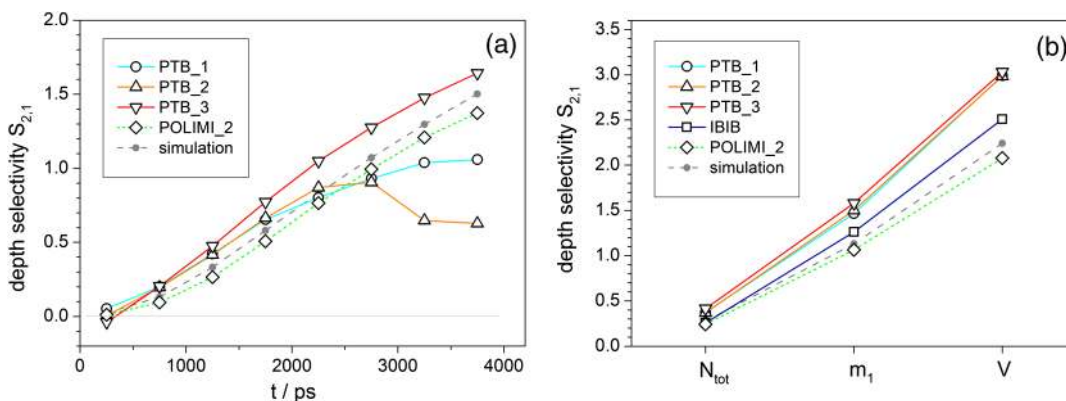 (a)
depth selectivity S2,1
2.0
1.5
1.0
0.5
0.0
PTB_1
PTB_2
PTB_3
POLIMI_2
simulation
0 1000 2000 3000 4000
t / ps
(b)
depth selectivity S2,1
3.5
3.0
2.5
2.0
1.5
1.0
0.5
0.0
PTB_1
PTB_2
PTB_3
IBIB
POLIMI_2
simulation
Ntot m1 V